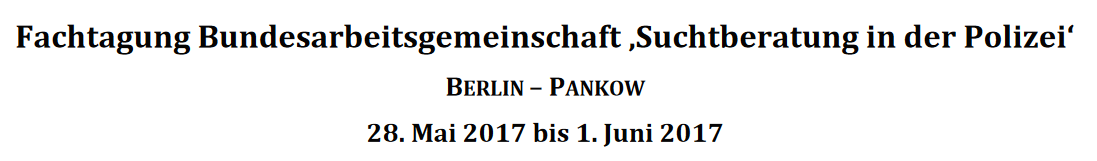 Fachtagung Bundesarbeitsgemeinschaft ‚Suchtberatung in der Polizei‘
BERLIN – PANKOW
28. Mai 2017 bis 1. Juni 2017